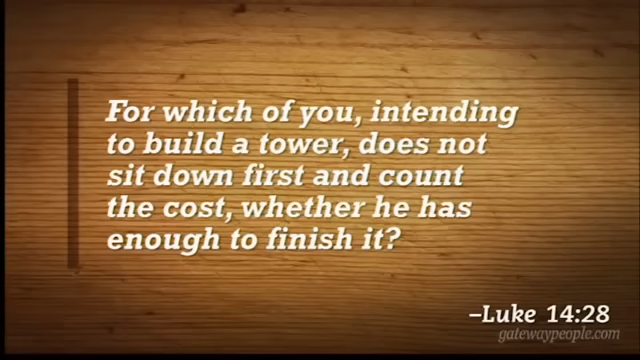 For which of you, intending
to build a tower, does not
sit down first and count
the cost, whether he has
enough to finish it?
–Luke 14:28
gatewaypeople.com